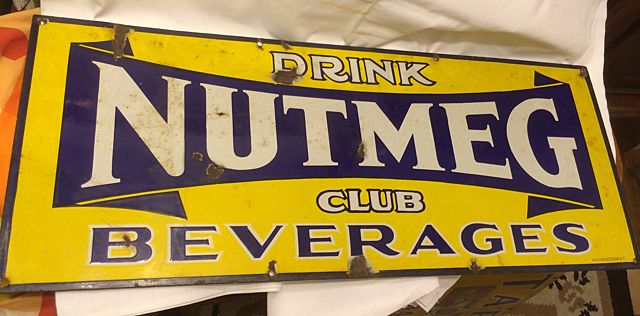 DRINK
NUTMEG
CLUB
BEVERAGES